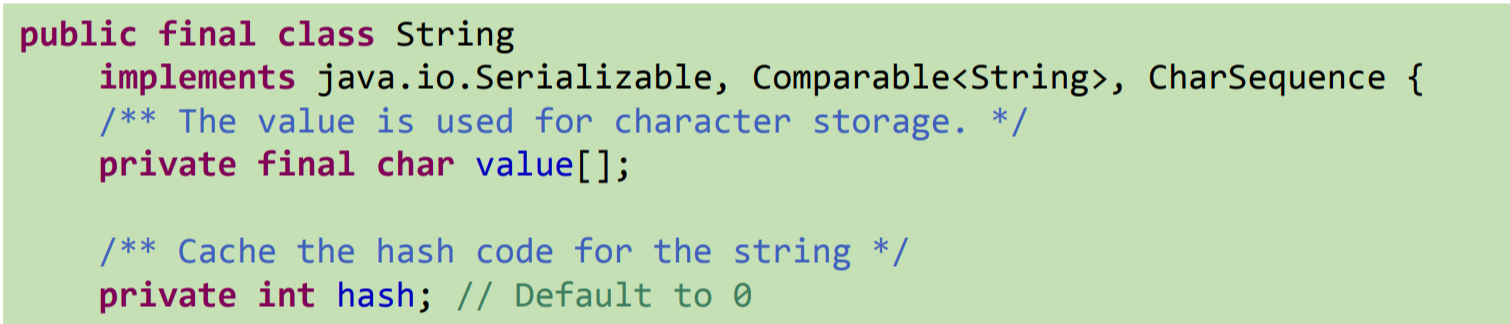 public final class String
implements java.io.Serializable, Comparable<String>, CharSequence {
/** The value is used for character storage. */
private final char value[];
/** Cache the hash code for the string */
private int hash; // Default to 0